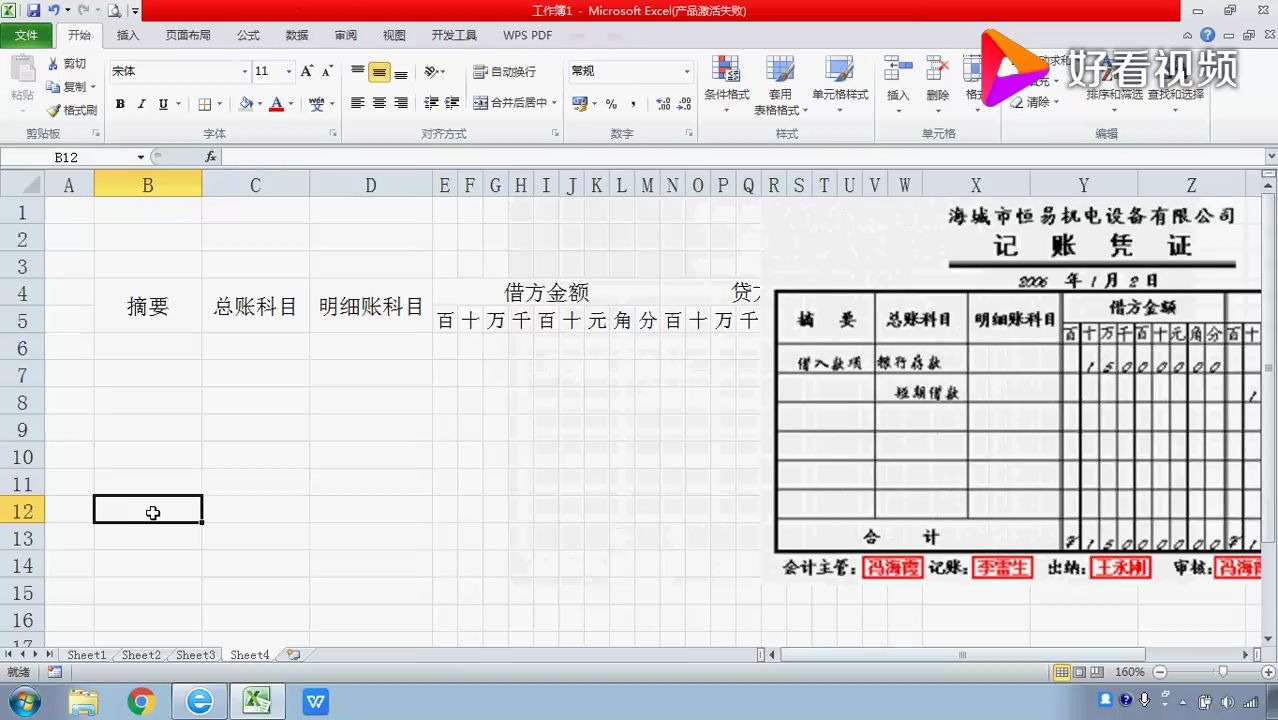 工作簿1 - Microsoft Excel(产品激活失败)
文件 开始 插入 页面布局 公式 数据 审阅 视图 开发工具 WPS PDF
好看视频
粘贴 剪切 复制 格式刷 剪贴板
宋体 11 B I U 字体
自动换行 合并后居中 对齐方式
常规 % , 数字
条件格式 套用表格格式 单元格样式 样式
插入 删除 单元格
清除 排序和筛选 查找和选择 编辑
B12 fx
A B C D E F G H I J K L M N O P Q R S T U V W X Y Z
1
2
3
4
5
6
7
8
9
10
11
12
13
14
15
16
17
摘要 总账科目 明细账科目 借方金额
百 十 万 千 百 十 元 角 分 百 十 万 千
海城市恒易机电设备有限公司
记 账 凭 证
2006 年 1 月 2 日
摘 要 总账科目 明细账科目 借方金额
百 十 万 千 百 十 元 角 分 百 十
借入款项 银行存款 1 5 0 0 0 0 0 0
短期借款 1
合 计 ¥ 1 5 0 0 0 0 0 0 ¥ 1
会计主管: 冯海霞 记账: 李雷生 出纳: 王永刚 审核: 冯海
Sheet1 Sheet2 Sheet3 Sheet4
就绪 160%